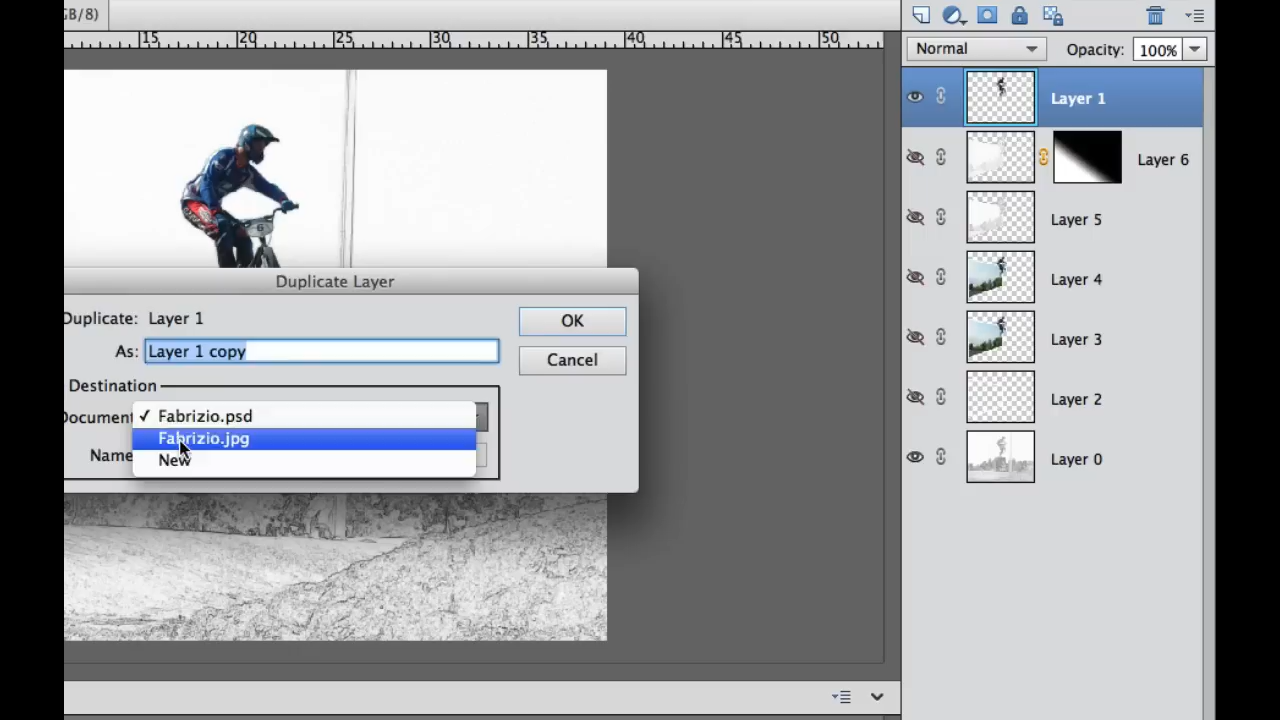 GB/8)
15 20 25 30 35 40 45 50
Normal Opacity: 100%
Layer 1
Layer 6
Layer 5
Layer 4
Layer 3
Layer 2
Layer 0
6
Duplicate Layer
Duplicate: Layer 1
As: Layer 1 copy
OK
Cancel
Destination
Document
✓ Fabrizio.psd
Fabrizio.jpg
New
Name